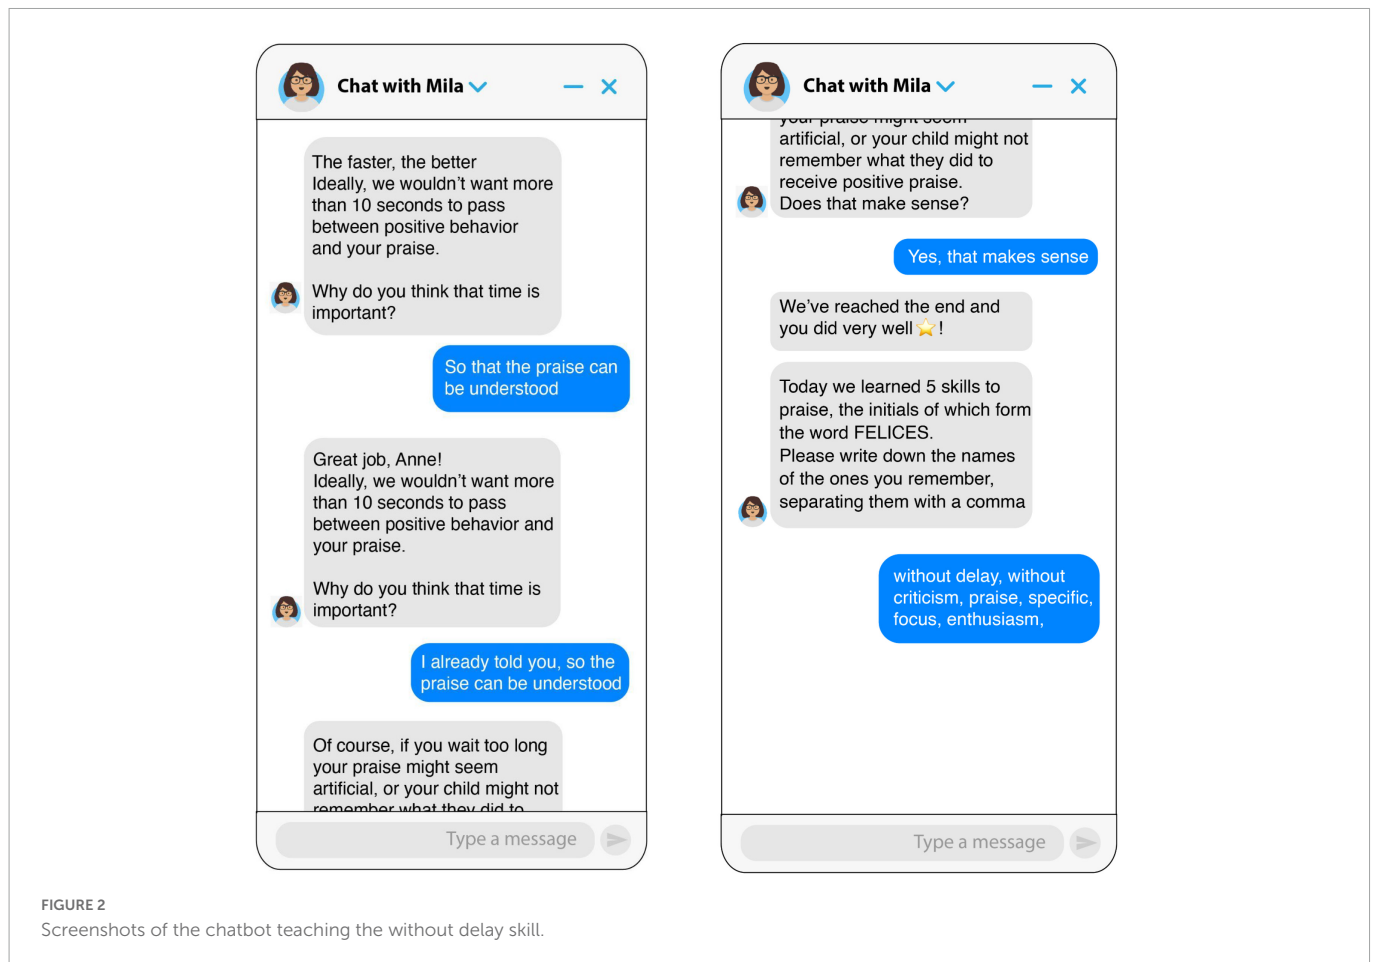 Chat with Mila
The faster, the better
Ideally, we wouldn't want more
than 10 seconds to pass
between positive behavior
and your praise.
Why do you think that time is
important?
So that the praise can
be understood
Great job, Anne!
Ideally, we wouldn't want more
than 10 seconds to pass
between positive behavior and
your praise.
Why do you think that time is
important?
I already told you, so the
praise can be understood
Of course, if you wait too long
your praise might seem
artificial, or your child might not
remember what they did to
Type a message
Chat with Mila
your praise might seem
artificial, or your child might not
remember what they did to
receive positive praise.
Does that make sense?
Yes, that makes sense
We've reached the end and
you did very well⭐!
Today we learned 5 skills to
praise, the initials of which form
the word FELICES.
Please write down the names
of the ones you remember,
separating them with a comma
without delay, without
criticism, praise, specific,
focus, enthusiasm,
Type a message
FIGURE 2
Screenshots of the chatbot teaching the without delay skill.